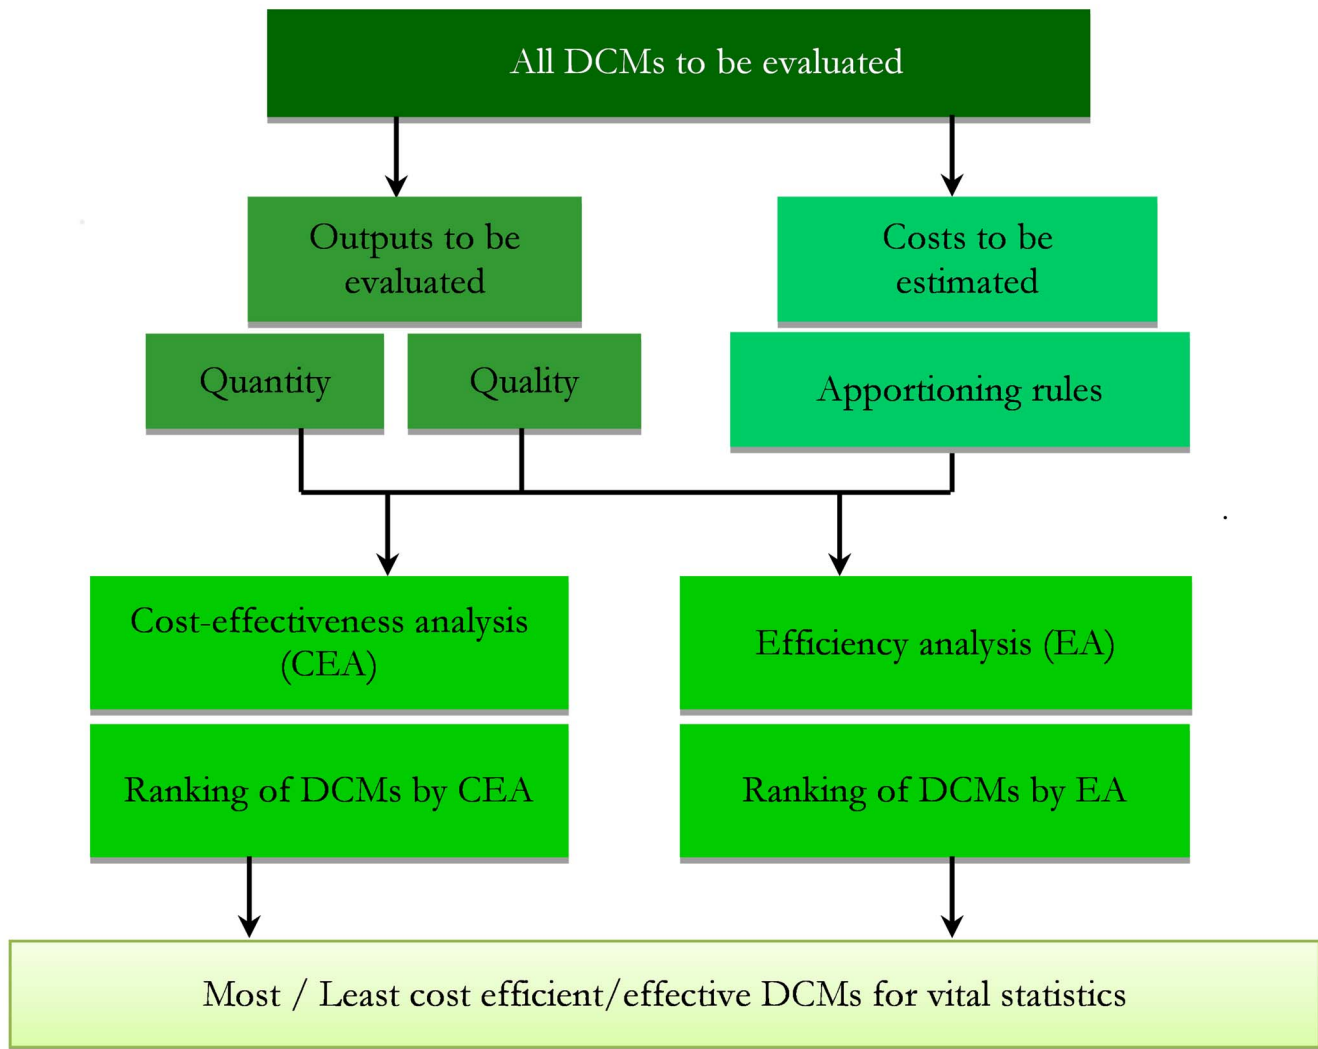 All DCMs to be evaluated
Outputs to be
evaluated
Costs to be
estimated
Quantity
Quality
Apportioning rules
Cost-effectiveness analysis
(CEA)
Efficiency analysis (EA)
Ranking of DCMs by CEA
Ranking of DCMs by EA
Most / Least cost efficient/effective DCMs for vital statistics